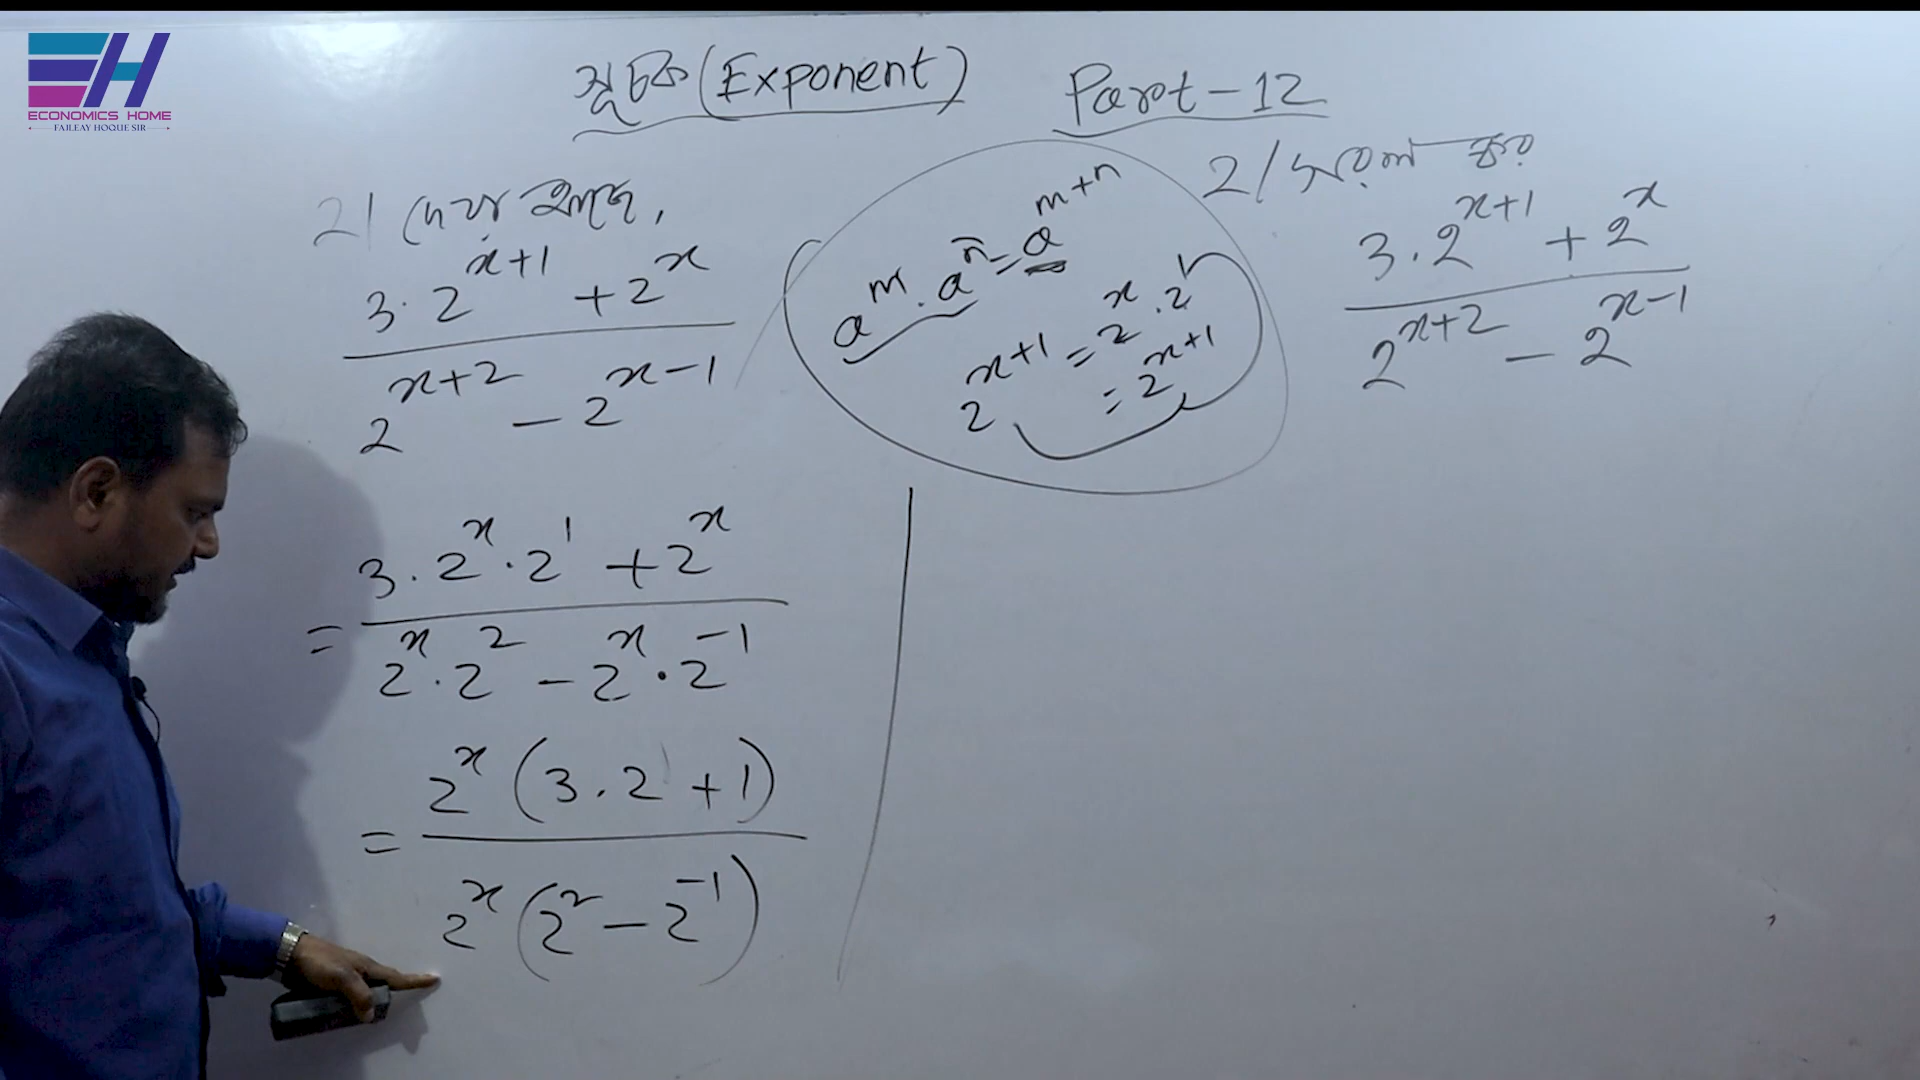 ECONOMICS HOME
FAILEAY HOQUE SIR
সূচক (Exponent) Part-12
2। দেওয়া আছে,
3·2^{x+1} + 2^x
2^{x+2} - 2^{x-1}
= 3·2^x·2^1 + 2^x
2^x·2^2 - 2^x·2^{-1}
= 2^x (3·2^1 + 1)
2^x (2^2 - 2^{-1})
a^m·a^n = a^{m+n}
2^{x+1} = 2^x·2^1
= 2^{x+1}
2/ সরল কর
3·2^{x+1} + 2^x
2^{x+2} - 2^{x-1}